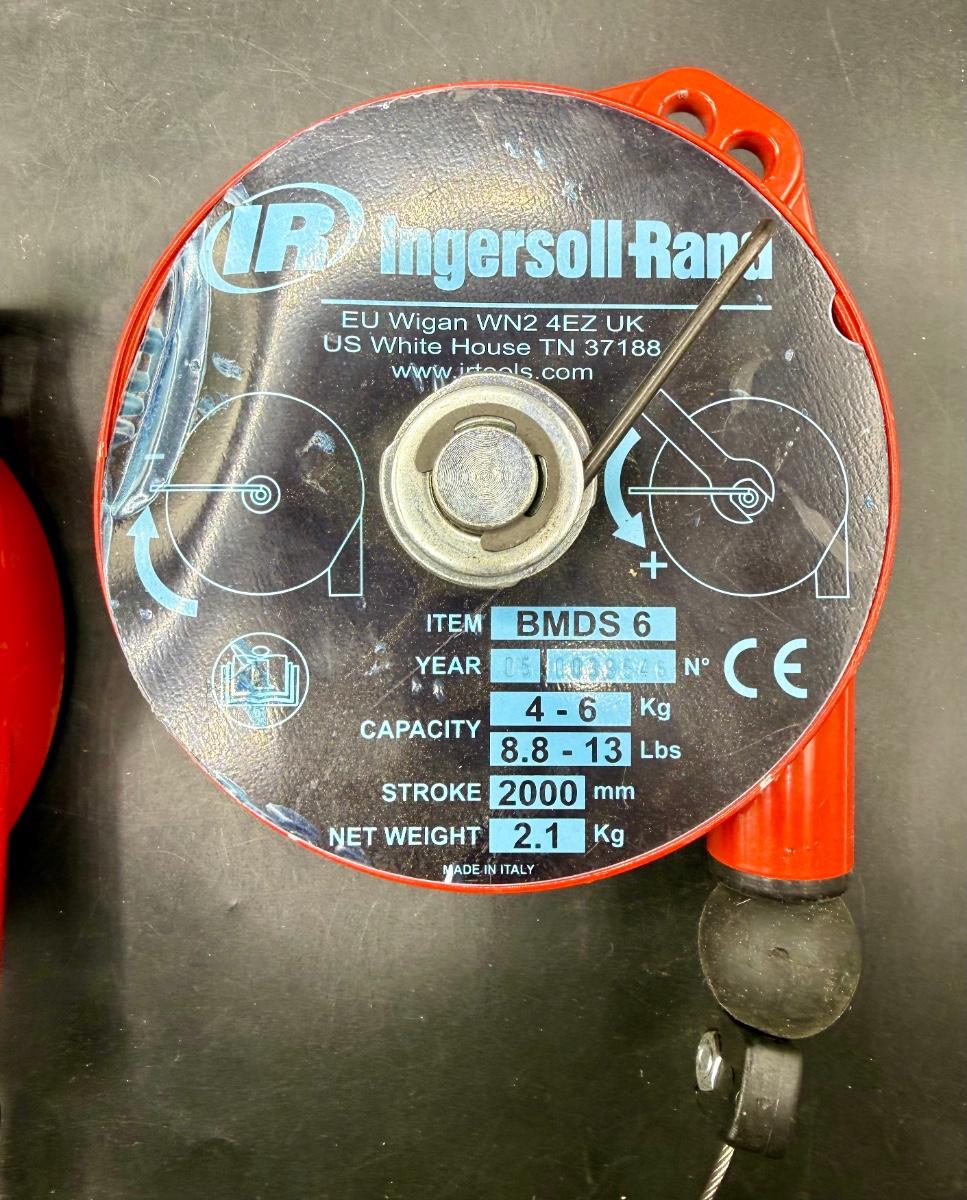 IR Ingersoll-Rand
EU Wigan WN2 4EZ UK
US White House TN 37188
www.irtools.com
-
+
ITEM BMDS 6
YEAR 05 N° CE
CAPACITY 4 - 6 Kg
8.8 - 13 Lbs
STROKE 2000 mm
NET WEIGHT 2.1 Kg
MADE IN ITALY